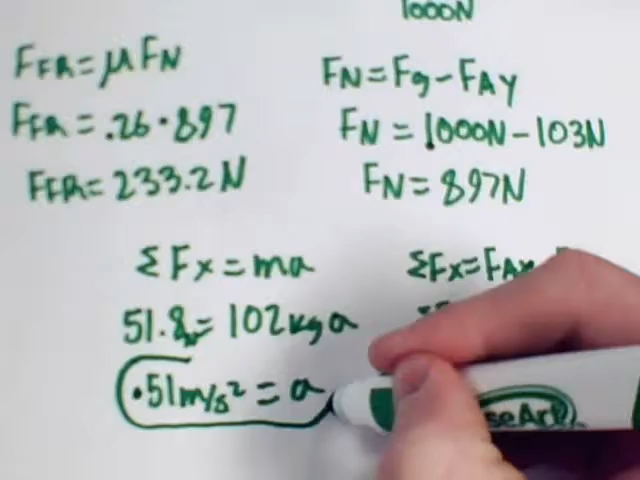 1000N
FFR = μFN
FFR = .26 · 897
FFR = 233.2N
FN = Fg - FAy
FN = 1000N - 103N
FN = 897N
ΣFx = ma
51.8 = 102kg a
.51m/s² = a
ΣFx = FAx